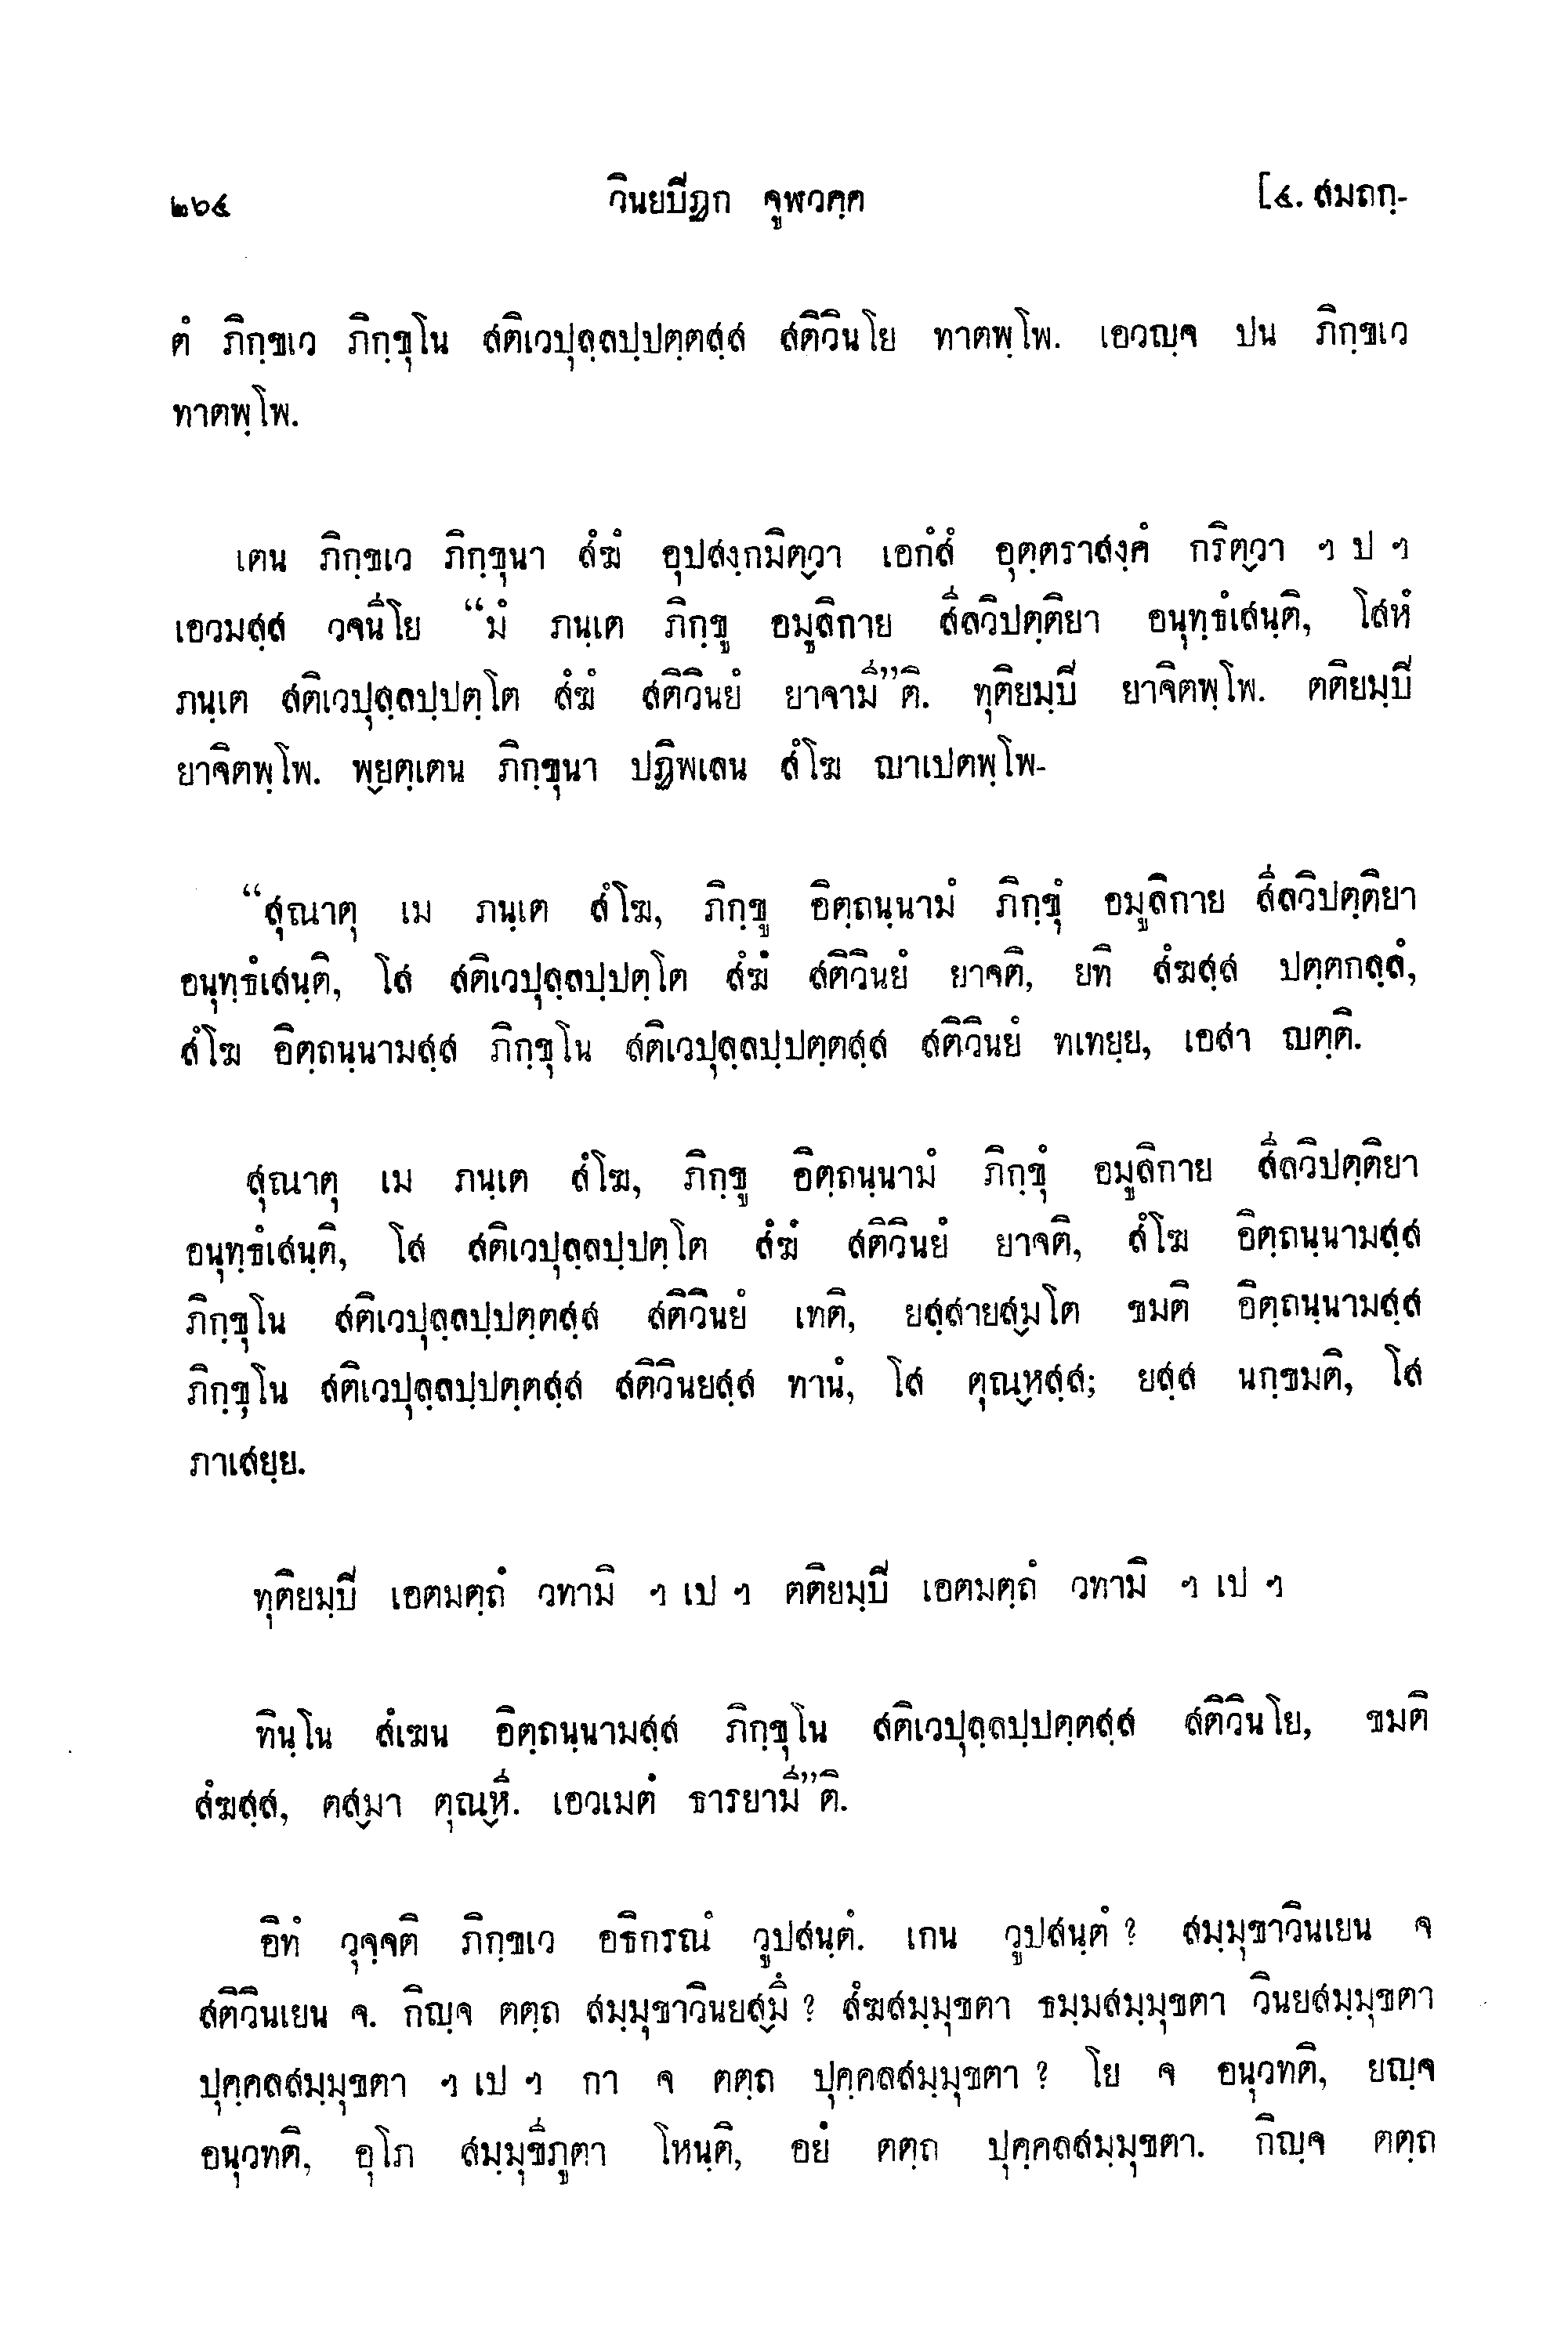 ๒๖๔ วินยปิฏก จูฬวคฺค [๔. สมถกฺ-
ตํ ภิกฺขเว ภิกฺขุโน สติเวปุลฺลปฺปตฺตสฺส สติวินโย ทาตพฺโพ. เอวญฺจ ปน ภิกฺขเว
ทาตพฺโพ.
เตน ภิกฺขเว ภิกฺขุนา สํฆํ อุปสงฺกมิตฺวา เอกํสํ อุตฺตราสงฺคํ กริตฺวา ฯ ป ฯ
เอวมสฺส วจนีโย “มํ ภนฺเต ภิกฺขู อมูลิกาย สีลวิปตฺติยา อนุทฺธํเสนฺติ, โสหํ
ภนฺเต สติเวปุลฺลปฺปตฺโต สํฆํ สติวินยํ ยาจามี”ติ. ทุติยมฺปิ ยาจิตพฺโพ. ตติยมฺปิ
ยาจิตพฺโพ. พฺยตฺเตน ภิกฺขุนา ปฏิพเลน สํโฆ ญาเปตพฺโพ-
“สุณาตุ เม ภนฺเต สํโฆ, ภิกฺขู อิตฺถนฺนามํ ภิกฺขุํ อมูลิกาย สีลวิปตฺติยา
อนุทฺธํเสนฺติ, โส สติเวปุลฺลปฺปตฺโต สํฆํ สติวินยํ ยาจติ, ยทิ สํฆสฺส ปตฺตกลฺลํ,
สํโฆ อิตฺถนฺนามสฺส ภิกฺขุโน สติเวปุลฺลปฺปตฺตสฺส สติวินยํ ทเทยฺย, เอสา ญตฺติ.
สุณาตุ เม ภนฺเต สํโฆ, ภิกฺขู อิตฺถนฺนามํ ภิกฺขุํ อมูลิกาย สีลวิปตฺติยา
อนุทฺธํเสนฺติ, โส สติเวปุลฺลปฺปตฺโต สํฆํ สติวินยํ ยาจติ, สํโฆ อิตฺถนฺนามสฺส
ภิกฺขุโน สติเวปุลฺลปฺปตฺตสฺส สติวินยํ เทติ, ยสฺสายสฺมโต ขมติ อิตฺถนฺนามสฺส
ภิกฺขุโน สติเวปุลฺลปฺปตฺตสฺส สติวินยสฺส ทานํ, โส ตุณฺหสฺส; ยสฺส นกฺขมติ, โส
ภาเสยฺย.
ทุติยมฺปิ เอตมตฺถํ วทามิ ฯ เป ฯ ตติยมฺปิ เอตมตฺถํ วทามิ ฯ เป ฯ
ทินฺโน สํเฆน อิตฺถนฺนามสฺส ภิกฺขุโน สติเวปุลฺลปฺปตฺตสฺส สติวินโย, ขมติ
สํฆสฺส, ตสฺมา ตุณฺหี. เอวเมตํ ธารยามี”ติ.
อิทํ วุจฺจติ ภิกฺขเว อธิกรณํ วูปสนฺตํ. เกน วูปสนฺตํ ? สมฺมุขาวินเยน จ
สติวินเยน จ. กิญฺจ ตตฺถ สมฺมุขาวินยสฺมึ ? สํฆสมฺมุขตา ธมฺมสมฺมุขตา วินยสมฺมุขตา
ปุคฺคลสมฺมุขตา ฯ เป ฯ กา จ ตตฺถ ปุคฺคลสมฺมุขตา ? โย จ อนุวทติ, ยญฺจ
อนุวทติ, อุโภ สมฺมุขีภูตา โหนฺติ, อยํ ตตฺถ ปุคฺคลสมฺมุขตา. กิญฺจ ตตฺถ